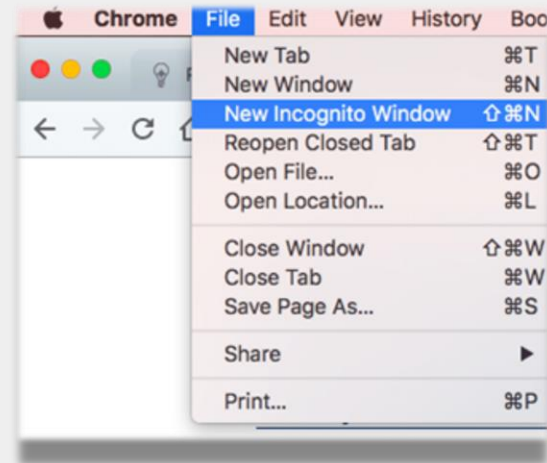 Chrome File Edit View History Boo
New Tab ⌘T
New Window ⌘N
New Incognito Window ⇧⌘N
Reopen Closed Tab ⇧⌘T
Open File... ⌘O
Open Location... ⌘L
Close Window ⇧⌘W
Close Tab ⌘W
Save Page As... ⌘S
Share ▶
Print... ⌘P